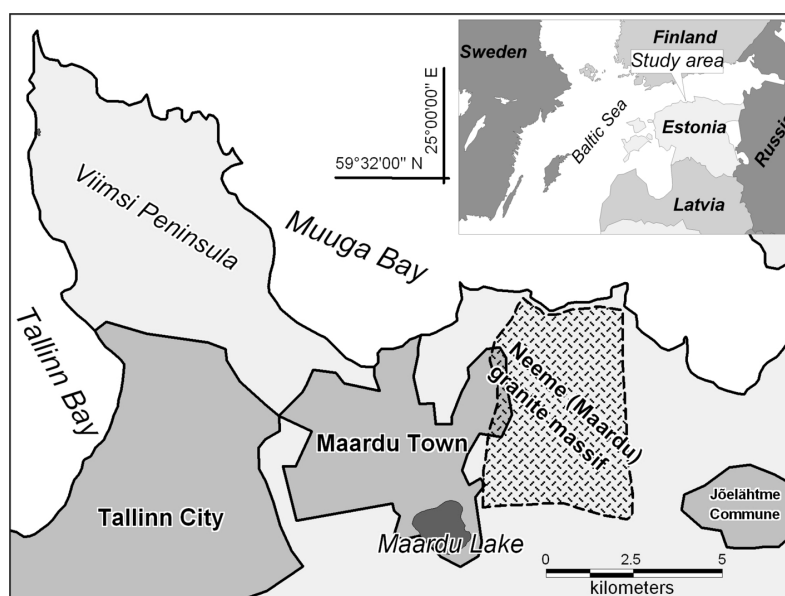 Sweden
Finland
Study area
Baltic Sea
Estonia
Russia
Latvia
25°00'00" E
59°32'00" N
Viimsi Peninsula
Muuga Bay
Tallinn Bay
Neeme (Maardu)
granite massif
Maardu Town
Tallinn City
Maardu Lake
Jõelähtme
Commune
0 2.5 5
kilometers